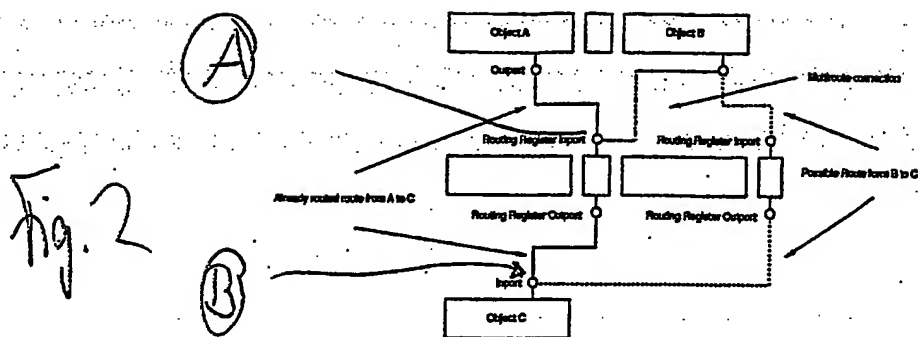 A
Object A
Object B
Outport
Multiroute connection
Routing Register Inport
Routing Register Inport
Fig. 2
Already routed route from A to C
Possible Route from B to C
Routing Register Outport
Routing Register Outport
B
Inport
Object C